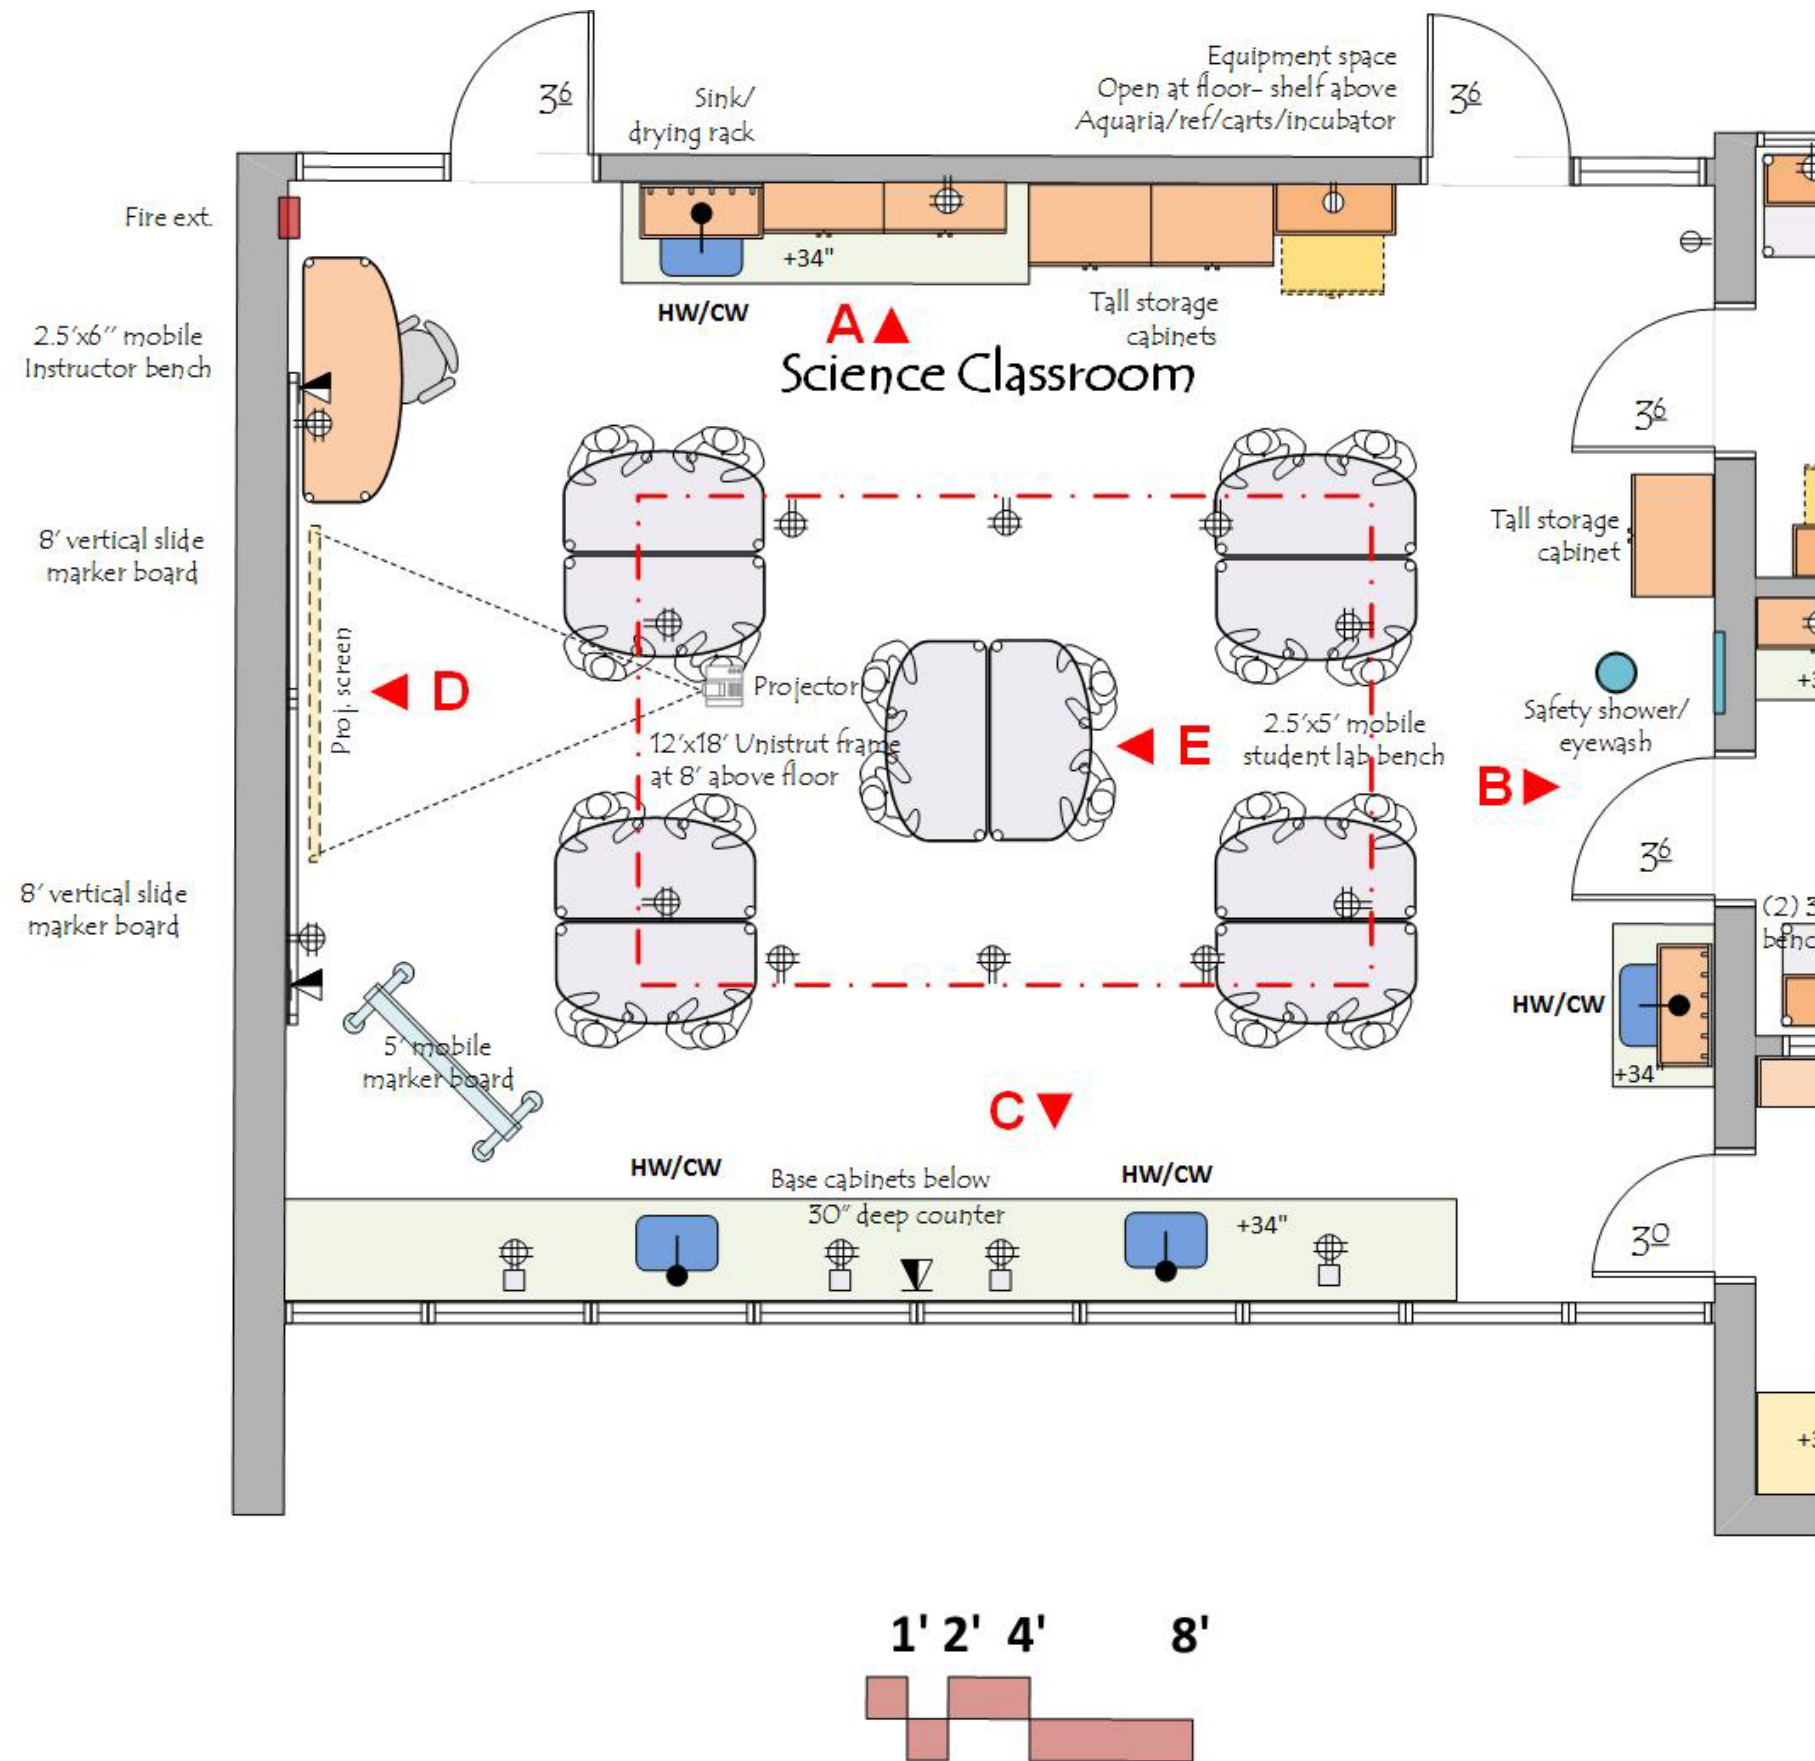 36
Sink/
drying rack
Equipment space
Open at floor- shelf above
Aquaria/ref/carts/incubator
36
Fire ext.
+34"
HW/CW
A
Tall storage
cabinets
2.5'x6'' mobile
Instructor bench
Science Classroom
36
8' vertical slide
marker board
Tall storage
cabinet
Proj. screen
D
Projector
12'x18' Unistrut frame
at 8' above floor
E
2.5'x5' mobile
student lab bench
Safety shower/
eyewash
B
36
8' vertical slide
marker board
HW/CW
+34"
5' mobile
marker board
C
HW/CW
Base cabinets below
30" deep counter
HW/CW
+34"
30
(2) 3
1' 2' 4' 8'